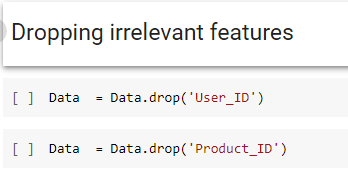 Dropping irrelevant features
[ ] Data  = Data.drop('User_ID')
[ ] Data  = Data.drop('Product_ID')